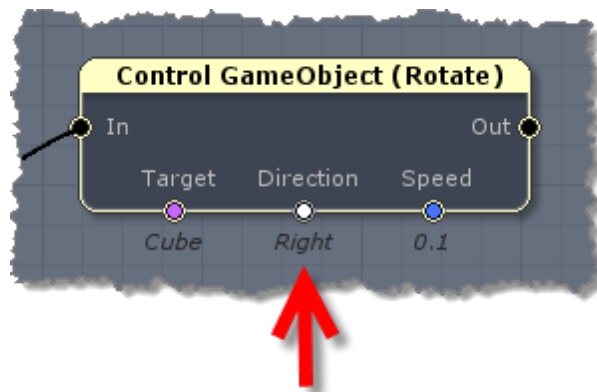 Control GameObject (Rotate)
In Out
Target Direction Speed
Cube Right 0.1